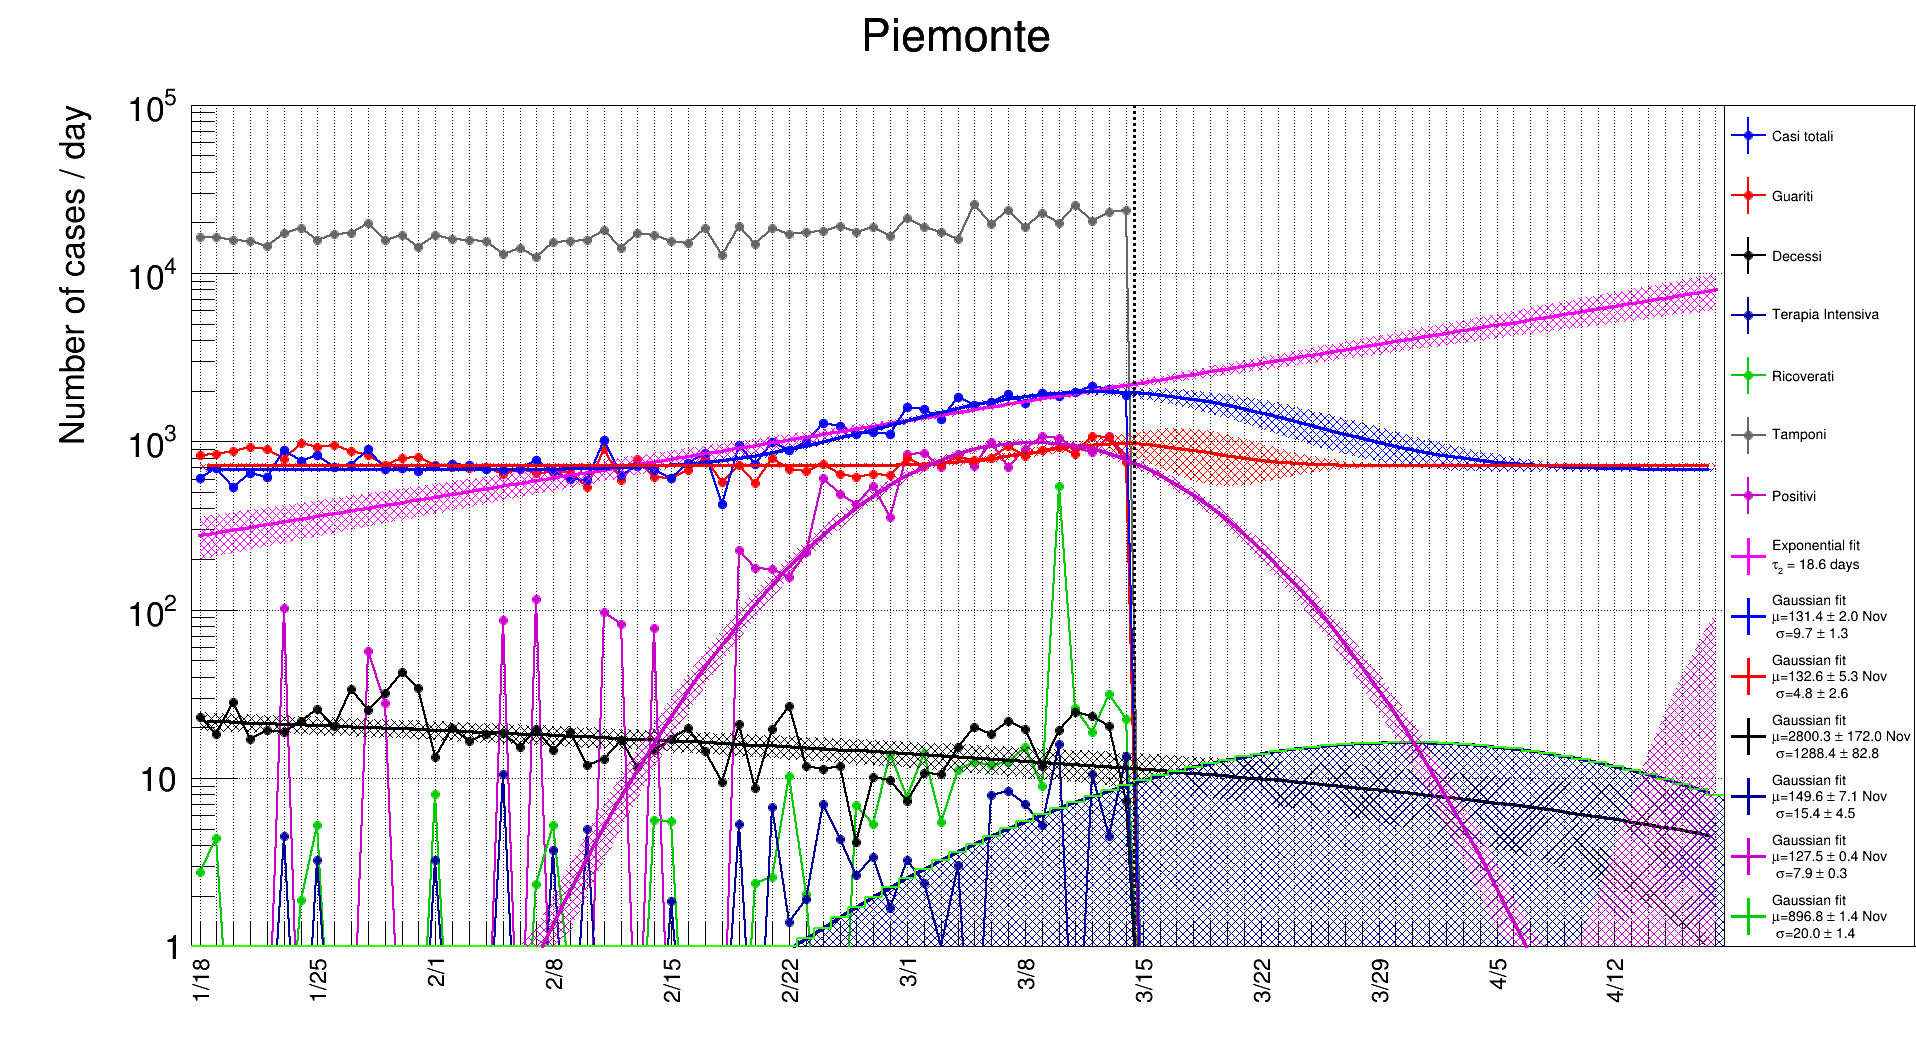 Piemonte
Number of cases / day
10^5
10^4
10^3
10^2
10
1
1/18
1/25
2/1
2/8
2/15
2/22
3/1
3/8
3/15
3/22
3/29
4/5
4/12
Casi totali
Guariti
Decessi
Terapia Intensiva
Ricoverati
Tamponi
Positivi
Exponential fit
τ₂ = 18.6 days
Gaussian fit
μ=131.4 ± 2.0 Nov
σ=9.7 ± 1.3
Gaussian fit
μ=132.6 ± 5.3 Nov
σ=4.8 ± 2.6
Gaussian fit
μ=2800.3 ± 172.0 Nov
σ=1288.4 ± 82.8
Gaussian fit
μ=149.6 ± 7.1 Nov
σ=15.4 ± 4.5
Gaussian fit
μ=127.5 ± 0.4 Nov
σ=7.9 ± 0.3
Gaussian fit
μ=896.8 ± 1.4 Nov
σ=20.0 ± 1.4